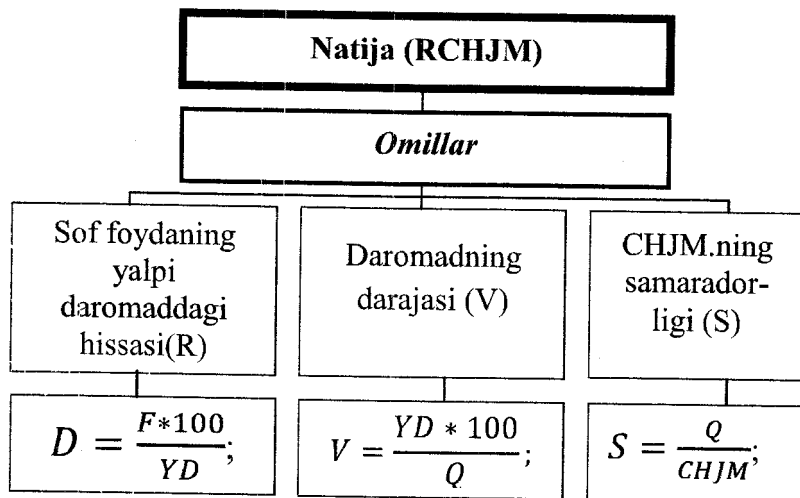 Natija (RCHJM)
Omillar
Sof foydaning
yalpi
daromaddagi
hissasi(R)
Daromadning
darajasi (V)
CHJM.ning
samarador-
ligi (S)
D = F*100/YD;
V = YD * 100/Q;
S = Q/CHJM;